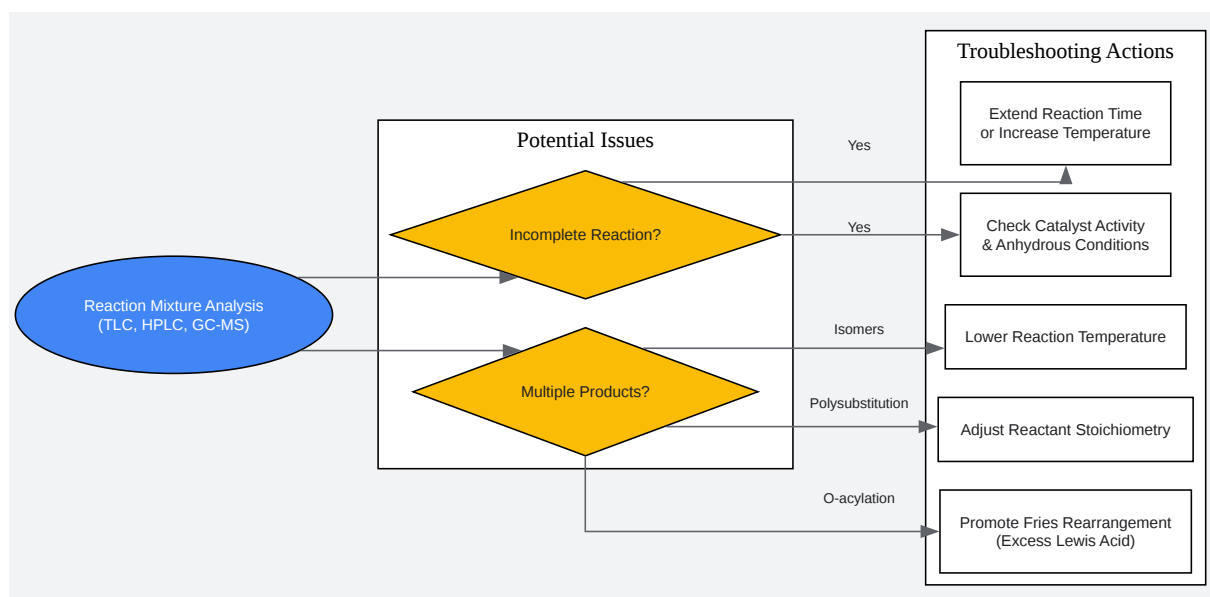 Reaction Mixture Analysis
(TLC, HPLC, GC-MS)
Potential Issues
Incomplete Reaction?
Multiple Products?
Yes
Yes
Isomers
Polysubstitution
O-acylation
Troubleshooting Actions
Extend Reaction Time
or Increase Temperature
Check Catalyst Activity
& Anhydrous Conditions
Lower Reaction Temperature
Adjust Reactant Stoichiometry
Promote Fries Rearrangement
(Excess Lewis Acid)